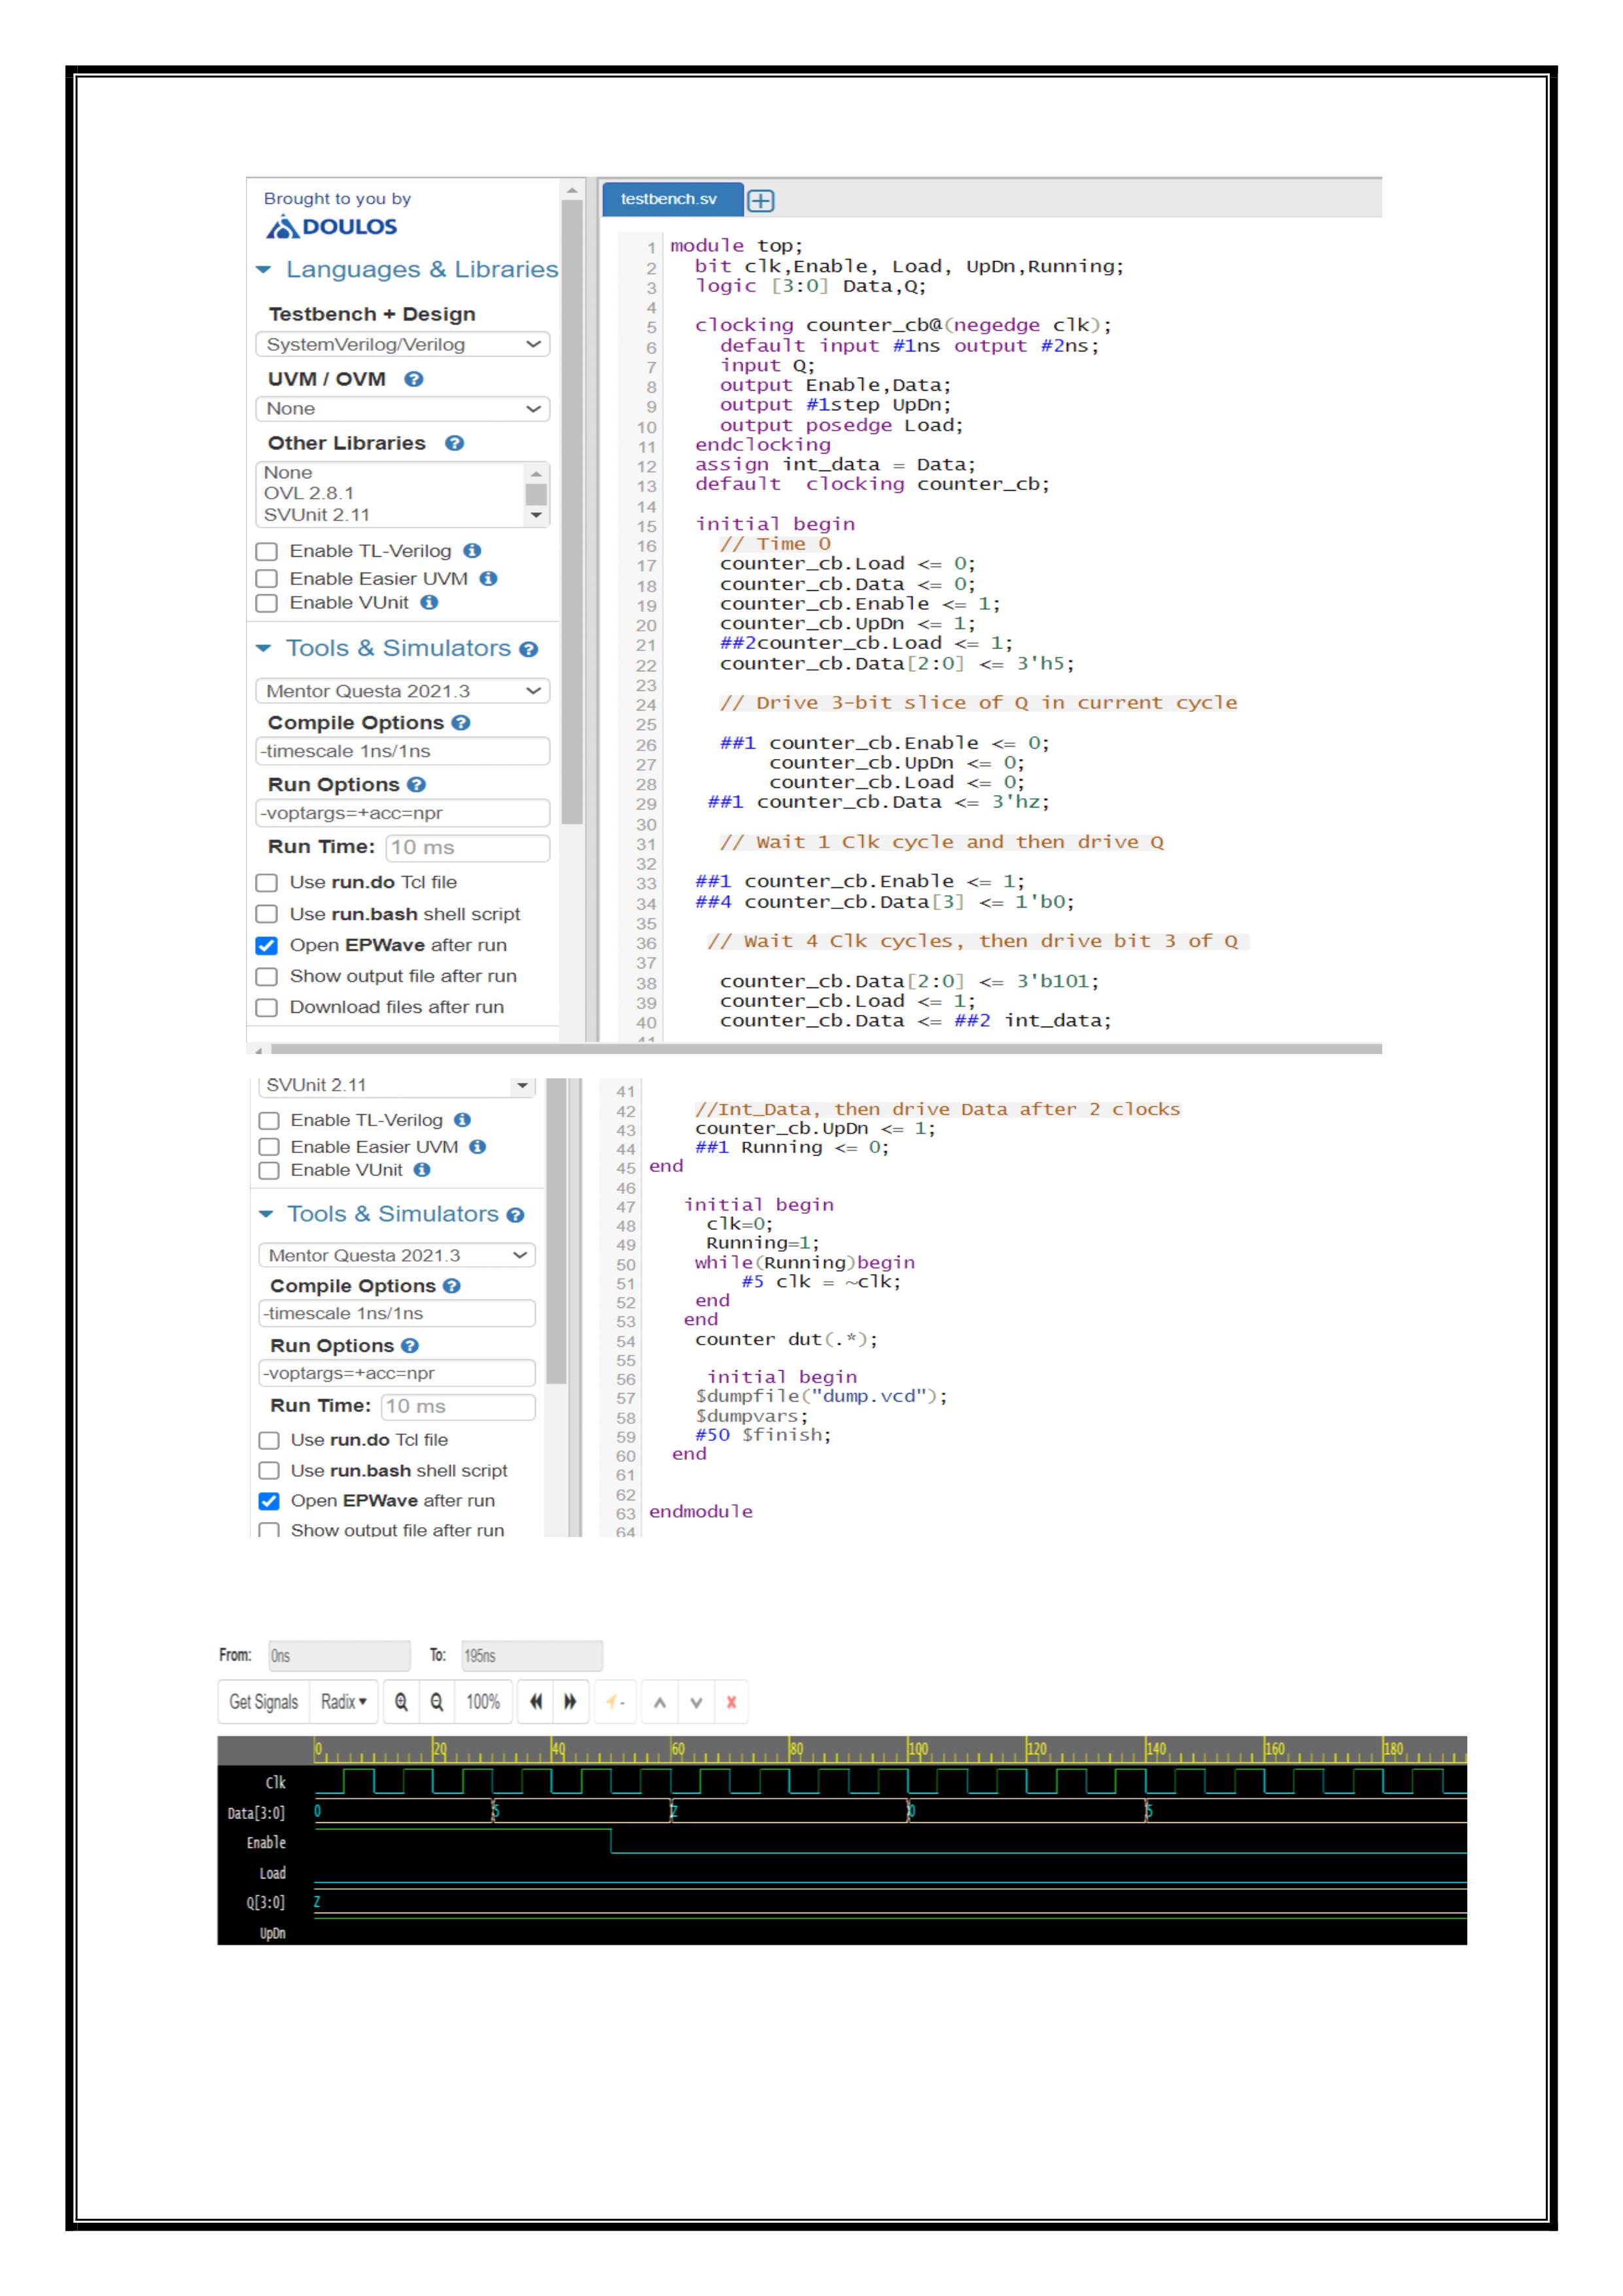 Brought to you by
DOULOS
Languages & Libraries
Testbench + Design
SystemVerilog/Verilog
UVM / OVM
None
Other Libraries
None
OVL 2.8.1
SVUnit 2.11
Enable TL-Verilog
Enable Easier UVM
Enable VUnit
Tools & Simulators
Mentor Questa 2021.3
Compile Options
-timescale 1ns/1ns
Run Options
-voptargs=+acc=npr
Run Time: 10 ms
Use run.do Tcl file
Use run.bash shell script
Open EPWave after run
Show output file after run
Download files after run
testbench.sv
1 module top;
2 bit clk,Enable, Load, UpDn,Running;
3 logic [3:0] Data,Q;
4
5 clocking counter_cb@(negedge clk);
6 default input #1ns output #2ns;
7 input Q;
8 output Enable,Data;
9 output #1step UpDn;
10 output posedge Load;
11 endclocking
12 assign int_data = Data;
13 default clocking counter_cb;
14
15 initial begin
16 // Time 0
17 counter_cb.Load <= 0;
18 counter_cb.Data <= 0;
19 counter_cb.Enable <= 1;
20 counter_cb.UpDn <= 1;
21 ##2counter_cb.Load <= 1;
22 counter_cb.Data[2:0] <= 3'h5;
23
24 // Drive 3-bit slice of Q in current cycle
25
26 ##1 counter_cb.Enable <= 0;
27 counter_cb.UpDn <= 0;
28 counter_cb.Load <= 0;
29 ##1 counter_cb.Data <= 3'hz;
30
31 // Wait 1 Clk cycle and then drive Q
32
33 ##1 counter_cb.Enable <= 1;
34 ##4 counter_cb.Data[3] <= 1'b0;
35
36 // Wait 4 Clk cycles, then drive bit 3 of Q
37
38 counter_cb.Data[2:0] <= 3'b101;
39 counter_cb.Load <= 1;
40 counter_cb.Data <= ##2 int_data;
41
SVUnit 2.11
Enable TL-Verilog
Enable Easier UVM
Enable VUnit
Tools & Simulators
Mentor Questa 2021.3
Compile Options
-timescale 1ns/1ns
Run Options
-voptargs=+acc=npr
Run Time: 10 ms
Use run.do Tcl file
Use run.bash shell script
Open EPWave after run
Show output file after run
41
42 //Int_Data, then drive Data after 2 clocks
43 counter_cb.UpDn <= 1;
44 ##1 Running <= 0;
45 end
46
47 initial begin
48 clk=0;
49 Running=1;
50 while(Running)begin
51 #5 clk = ~clk;
52 end
53 end
54 counter dut(.*);
55
56 initial begin
57 $dumpfile("dump.vcd");
58 $dumpvars;
59 #50 $finish;
60 end
61
62
63 endmodule
64
From: 0ns To: 195ns
Get Signals Radix 100%
0 20 40 60 80 100 120 140 160 180
Clk
Data[3:0] 0 5 Z 0 5
Enable
Load
Q[3:0] Z
UpDn